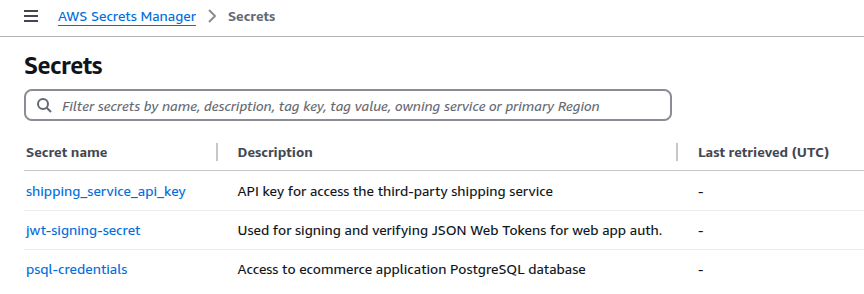 AWS Secrets Manager > Secrets
Secrets
Filter secrets by name, description, tag key, tag value, owning service or primary Region
Secret name Description Last retrieved (UTC)
shipping_service_api_key API key for access the third-party shipping service -
jwt-signing-secret Used for signing and verifying JSON Web Tokens for web app auth. -
psql-credentials Access to ecommerce application PostgreSQL database -